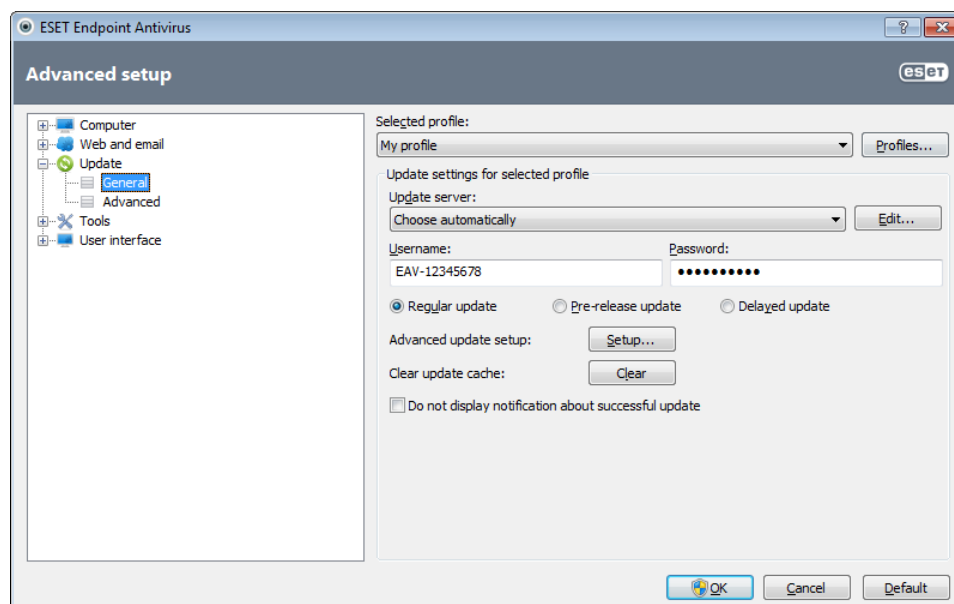 ESET Endpoint Antivirus
?
Advanced setup
eset
Computer
Web and email
Update
General
Advanced
Tools
User interface
Selected profile:
My profile
Profiles...
Update settings for selected profile
Update server:
Choose automatically
Edit...
Username: Password:
EAV-12345678 ••••••••••
Regular update Pre-release update Delayed update
Advanced update setup: Setup...
Clear update cache: Clear
Do not display notification about successful update
OK Cancel Default